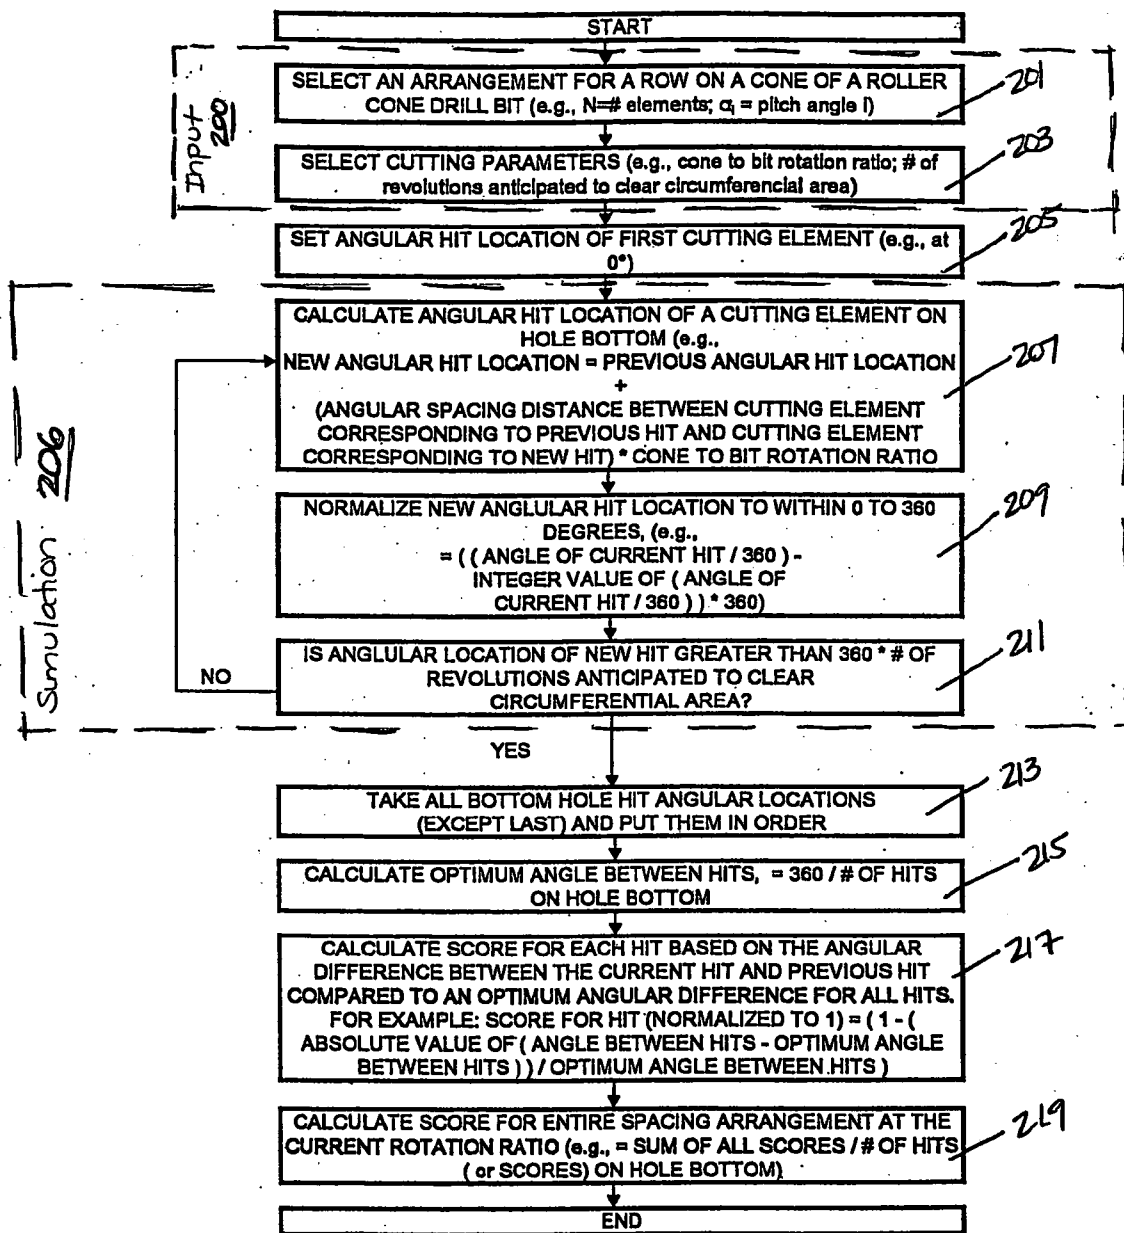 START
Input
200
SELECT AN ARRANGEMENT FOR A ROW ON A CONE OF A ROLLER
CONE DRILL BIT (e.g., N=# elements; αi = pitch angle i)
201
SELECT CUTTING PARAMETERS (e.g., cone to bit rotation ratio; # of
revolutions anticipated to clear circumferencial area)
203
SET ANGULAR HIT LOCATION OF FIRST CUTTING ELEMENT (e.g., at
0°)
205
Simulation 206
CALCULATE ANGULAR HIT LOCATION OF A CUTTING ELEMENT ON
HOLE BOTTOM (e.g.,
NEW ANGULAR HIT LOCATION = PREVIOUS ANGULAR HIT LOCATION
+
(ANGULAR SPACING DISTANCE BETWEEN CUTTING ELEMENT
CORRESPONDING TO PREVIOUS HIT AND CUTTING ELEMENT
CORRESPONDING TO NEW HIT) * CONE TO BIT ROTATION RATIO
207
NORMALIZE NEW ANGLULAR HIT LOCATION TO WITHIN 0 TO 360
DEGREES, (e.g.,
= ( ( ANGLE OF CURRENT HIT / 360 ) -
INTEGER VALUE OF ( ANGLE OF
CURRENT HIT / 360 ) ) * 360)
209
IS ANGLULAR LOCATION OF NEW HIT GREATER THAN 360 * # OF
REVOLUTIONS ANTICIPATED TO CLEAR
CIRCUMFERENTIAL AREA?
211
NO
YES
TAKE ALL BOTTOM HOLE HIT ANGULAR LOCATIONS
(EXCEPT LAST) AND PUT THEM IN ORDER
213
CALCULATE OPTIMUM ANGLE BETWEEN HITS, = 360 / # OF HITS
ON HOLE BOTTOM
215
CALCULATE SCORE FOR EACH HIT BASED ON THE ANGULAR
DIFFERENCE BETWEEN THE CURRENT HIT AND PREVIOUS HIT
COMPARED TO AN OPTIMUM ANGULAR DIFFERENCE FOR ALL HITS.
FOR EXAMPLE: SCORE FOR HIT (NORMALIZED TO 1) = ( 1 - (
ABSOLUTE VALUE OF ( ANGLE BETWEEN HITS - OPTIMUM ANGLE
BETWEEN HITS ) ) / OPTIMUM ANGLE BETWEEN HITS )
217
CALCULATE SCORE FOR ENTIRE SPACING ARRANGEMENT AT THE
CURRENT ROTATION RATIO (e.g., = SUM OF ALL SCORES / # OF HITS
( or SCORES) ON HOLE BOTTOM)
219
END